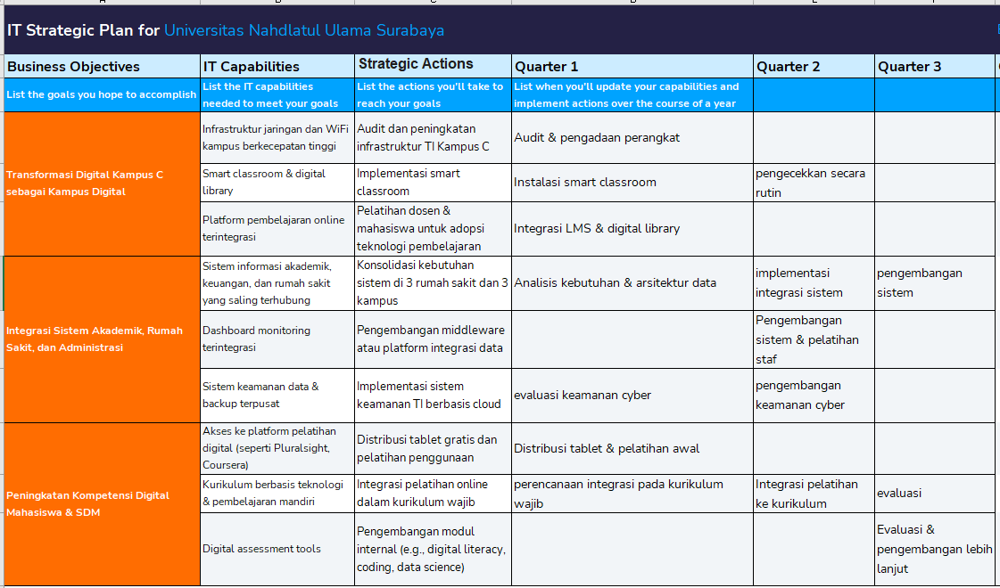 IT Strategic Plan for Universitas Nahdlatul Ulama Surabaya
Business Objectives
IT Capabilities
Strategic Actions
Quarter 1
Quarter 2
Quarter 3
List the goals you hope to accomplish
List the IT capabilities
needed to meet your goals
List the actions you'll take to
reach your goals
List when you'll update your capabilities and
implement actions over the course of a year
Transformasi Digital Kampus C
sebagai Kampus Digital
Infrastruktur jaringan dan WiFi
kampus berkecepatan tinggi
Audit dan peningkatan
infrastruktur TI Kampus C
Audit & pengadaan perangkat
Smart classroom & digital
library
Implementasi smart
classroom
Instalasi smart classroom
pengecekkan secara
rutin
Platform pembelajaran online
terintegrasi
Pelatihan dosen &
mahasiswa untuk adopsi
teknologi pembelajaran
Integrasi LMS & digital library
Integrasi Sistem Akademik, Rumah
Sakit, dan Administrasi
Sistem informasi akademik,
keuangan, dan rumah sakit
yang saling terhubung
Konsolidasi kebutuhan
sistem di 3 rumah sakit dan 3
kampus
Analisis kebutuhan & arsitektur data
implementasi
integrasi sistem
pengembangan
sistem
Dashboard monitoring
terintegrasi
Pengembangan middleware
atau platform integrasi data
Pengembangan
sistem & pelatihan
staf
Sistem keamanan data &
backup terpusat
Implementasi sistem
keamanan TI berbasis cloud
evaluasi keamanan cyber
pengembangan
keamanan cyber
Peningkatan Kompetensi Digital
Mahasiswa & SDM
Akses ke platform pelatihan
digital (seperti Pluralsight,
Coursera)
Distribusi tablet gratis dan
pelatihan penggunaan
Distribusi tablet & pelatihan awal
Kurikulum berbasis teknologi
& pembelajaran mandiri
Integrasi pelatihan online
dalam kurikulum wajib
perencanaan integrasi pada kurikulum
wajib
Integrasi pelatihan
ke kurikulum
evaluasi
Digital assessment tools
Pengembangan modul
internal (e.g., digital literacy,
coding, data science)
Evaluasi &
pengembangan lebih
lanjut